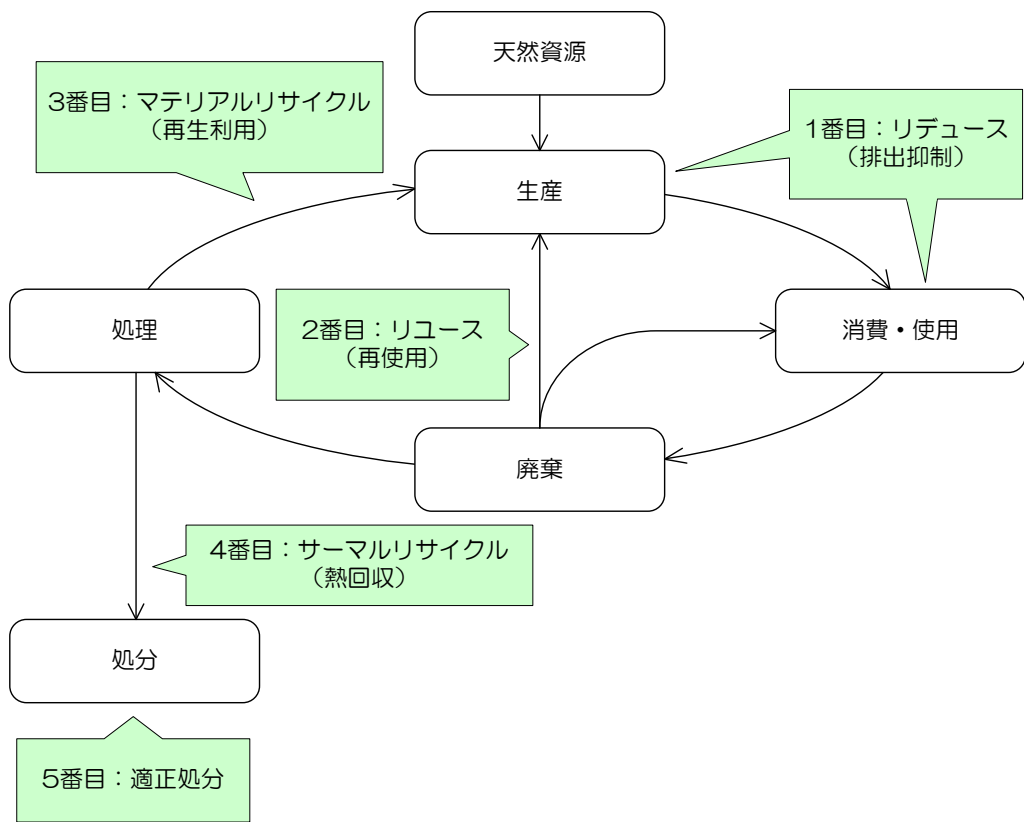 天然資源
3番目：マテリアルリサイクル
（再生利用）
1番目：リデュース
（排出抑制）
生産
処理
2番目：リユース
（再使用）
消費・使用
廃棄
4番目：サーマルリサイクル
（熱回収）
処分
5番目：適正処分